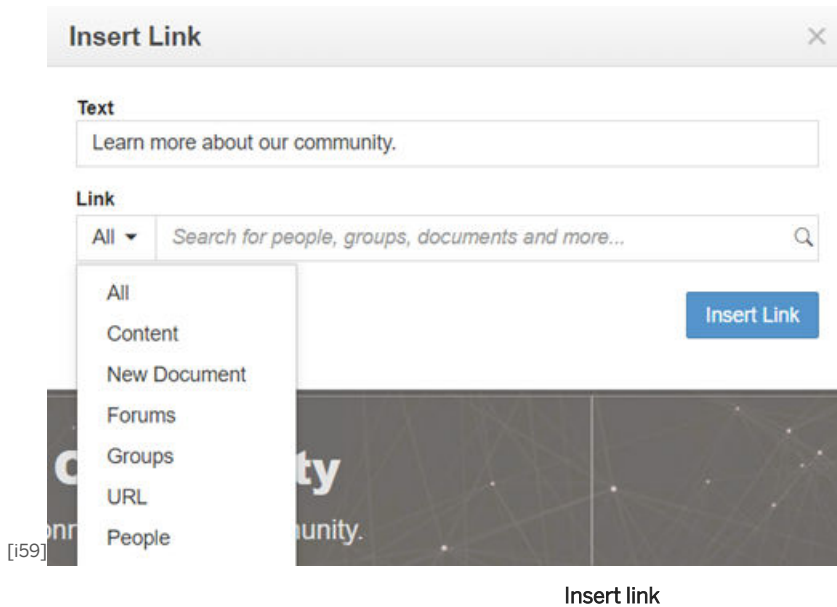 Insert Link
Text
Learn more about our community.
Link
All Search for people, groups, documents and more...
All
Content
Insert Link
New Document
Forums
Groups
URL
People
unity.
[i59]
Insert link